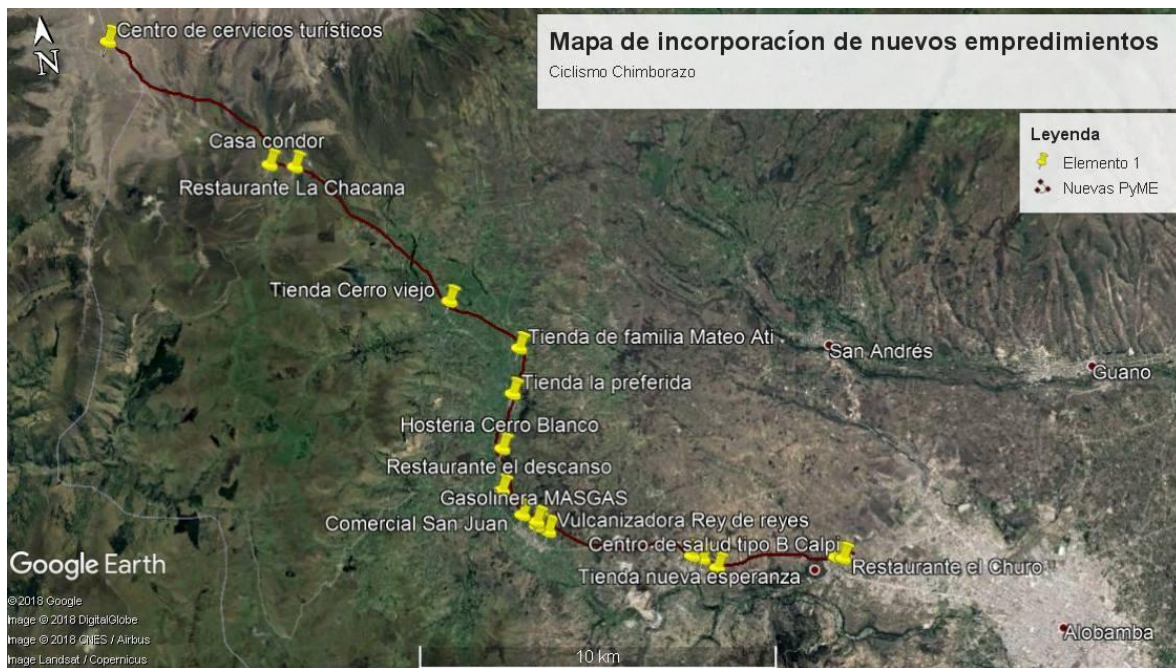 N
Centro de cervicios turísticos
Mapa de incorporacíon de nuevos empredimientos
Ciclismo Chimborazo
Leyenda
Elemento 1
Nuevas PyME
Casa condor
Restaurante La Chacana
Tienda Cerro viejo
Tienda de familia Mateo Ati
San Andrés
Guano
Tienda la preferida
Hosteria Cerro Blanco
Restaurante el descanso
Gasolinera MASGAS
Comercial San Juan
Vulcanizadora Rey de reyes
Centro de salud tipo B Calpi
Restaurante el Churo
Tienda nueva esperanza
Alobamba
Google Earth
©2018 Google
Image © 2018 DigitalGlobe
Image © 2018 CNES / Airbus
Image Landsat / Copernicus
10 km